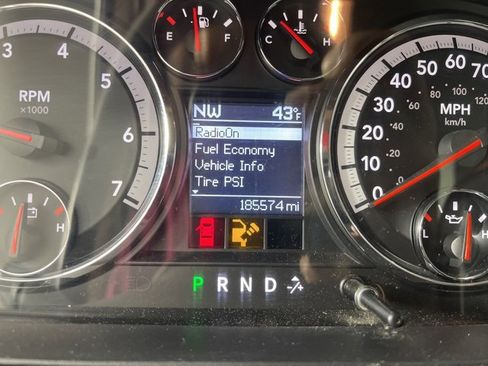 E F
C H
3
4
5
6
7
RPM
x1000
NW 43°F
RadioOn
Fuel Economy
Vehicle Info
Tire PSI
185574 mi
70
60
50
40
30
20
10
0
120
100
80
60
40
20
MPH
km/h
H
L H
P R N D -/+